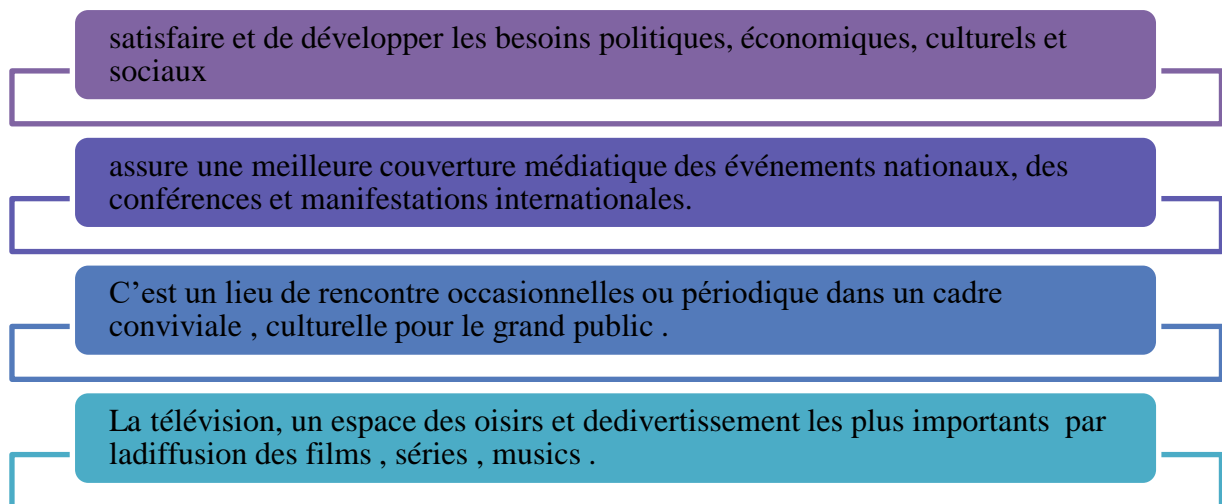 satisfaire et de développer les besoins politiques, économiques, culturels et
sociaux
assure une meilleure couverture médiatique des événements nationaux, des
conférences et manifestations internationales.
C’est un lieu de rencontre occasionnelles ou périodique dans un cadre
conviviale , culturelle pour le grand public .
La télévision, un espace des oisirs et dedivertissement les plus importants par
ladiffusion des films , séries , musics .